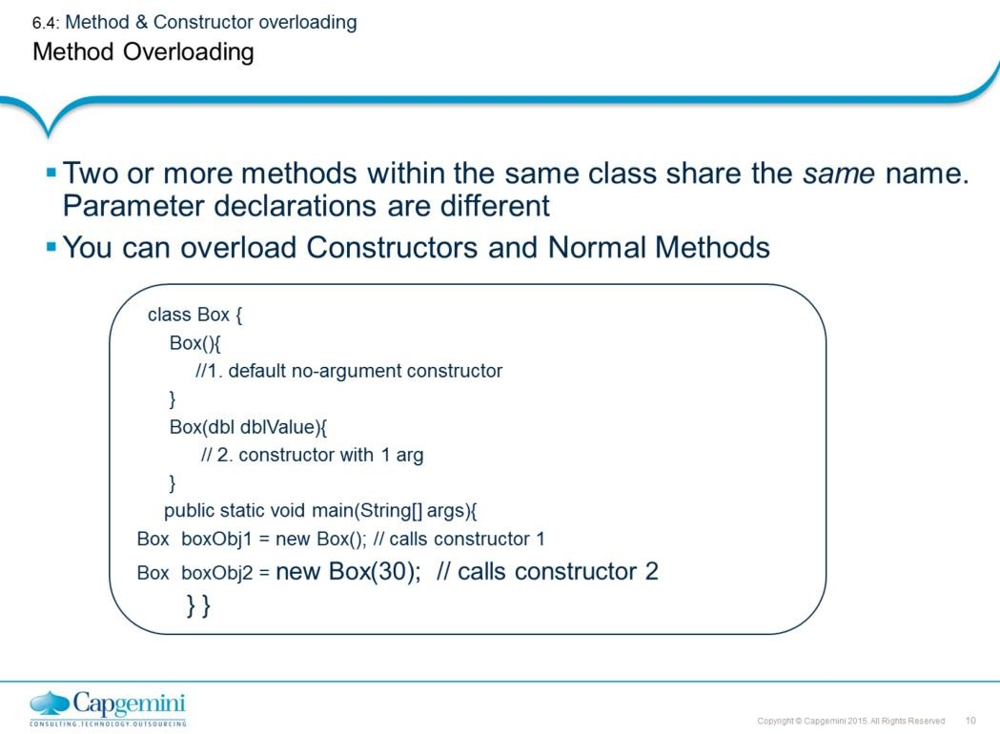 6.4: Method & Constructor overloading
Method Overloading
Two or more methods within the same class share the same name.
Parameter declarations are different
You can overload Constructors and Normal Methods
class Box {
Box(){
//1. default no-argument constructor
}
Box(dbl dblValue){
// 2. constructor with 1 arg
}
public static void main(String[] args){
Box boxObj1 = new Box(); // calls constructor 1
Box boxObj2 = new Box(30); // calls constructor 2
} }
Capgemini
CONSULTING.TECHNOLOGY.OUTSOURCING
Copyright © Capgemini 2015. All Rights Reserved 10